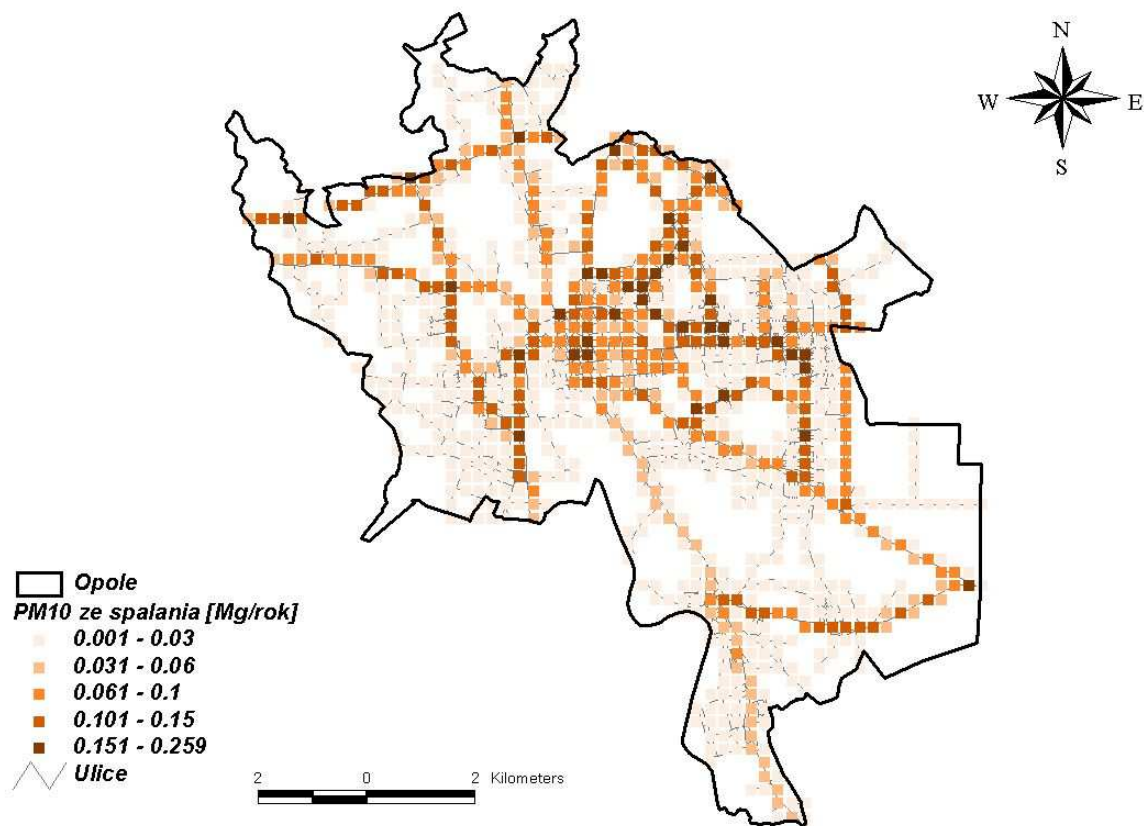 N
W
E
S
Opole
PM10 ze spalania [Mg/rok]
0.001 - 0.03
0.031 - 0.06
0.061 - 0.1
0.101 - 0.15
0.151 - 0.259
Ulice
2 0 2 Kilometers